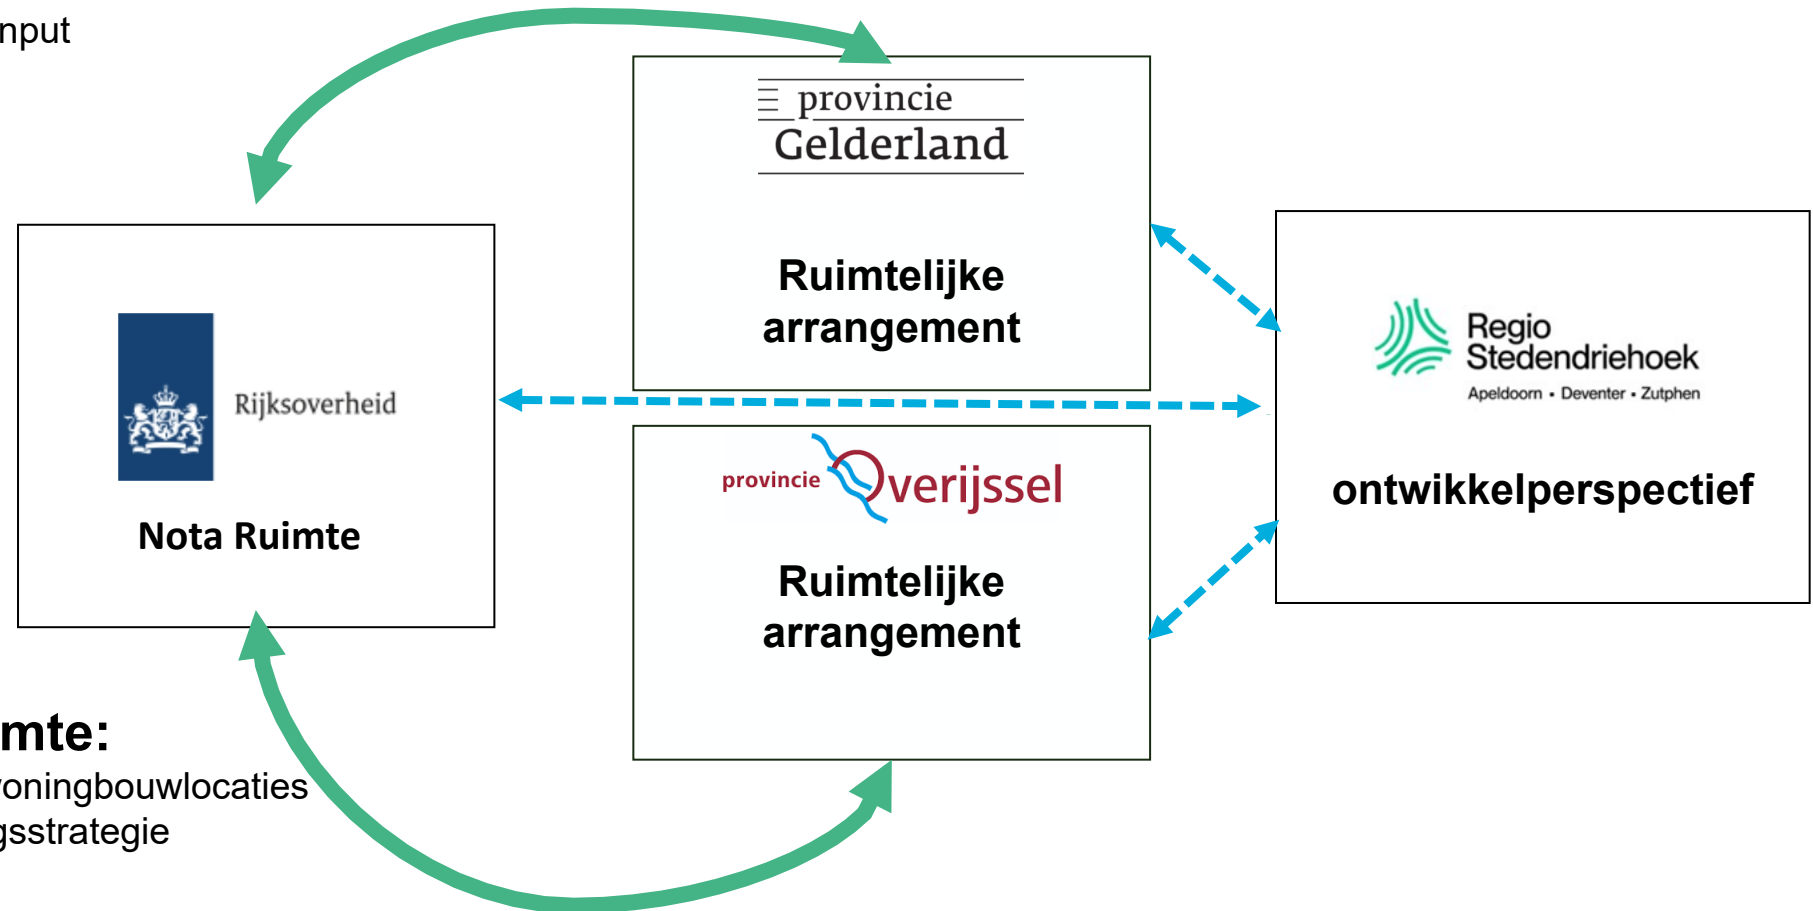 nput
provincie
Gelderland
Ruimtelijke
arrangement
Rijksoverheid
Nota Ruimte
provincie Overijssel
Ruimtelijke
arrangement
Regio
Stedendriehoek
Apeldoorn • Deventer • Zutphen
ontwikkelperspectief
mte:
oningbouwlocaties
gsstrategie